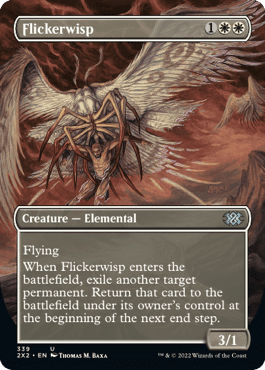 Flickerwisp 1
Creature — Elemental
Flying
When Flickerwisp enters the
battlefield, exile another target
permanent. Return that card to the
battlefield under its owner's control at
the beginning of the next end step.
3/1
339 U
2X2 • EN Thomas M. Baxa
™ & © 2022 Wizards of the Coast